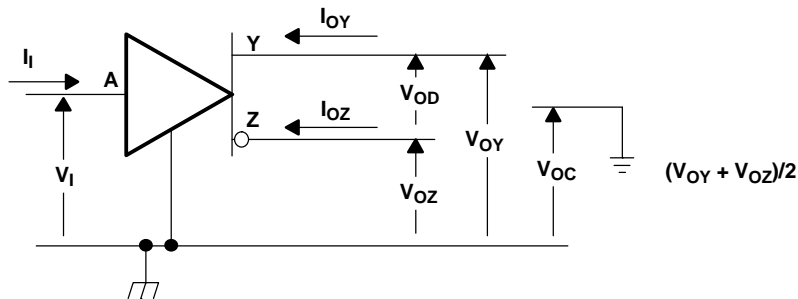 I_OY
Y
I_I
A
V_OD
Z
I_OZ
V_OY
V_I
V_OZ
V_OC
(V_OY + V_OZ)/2